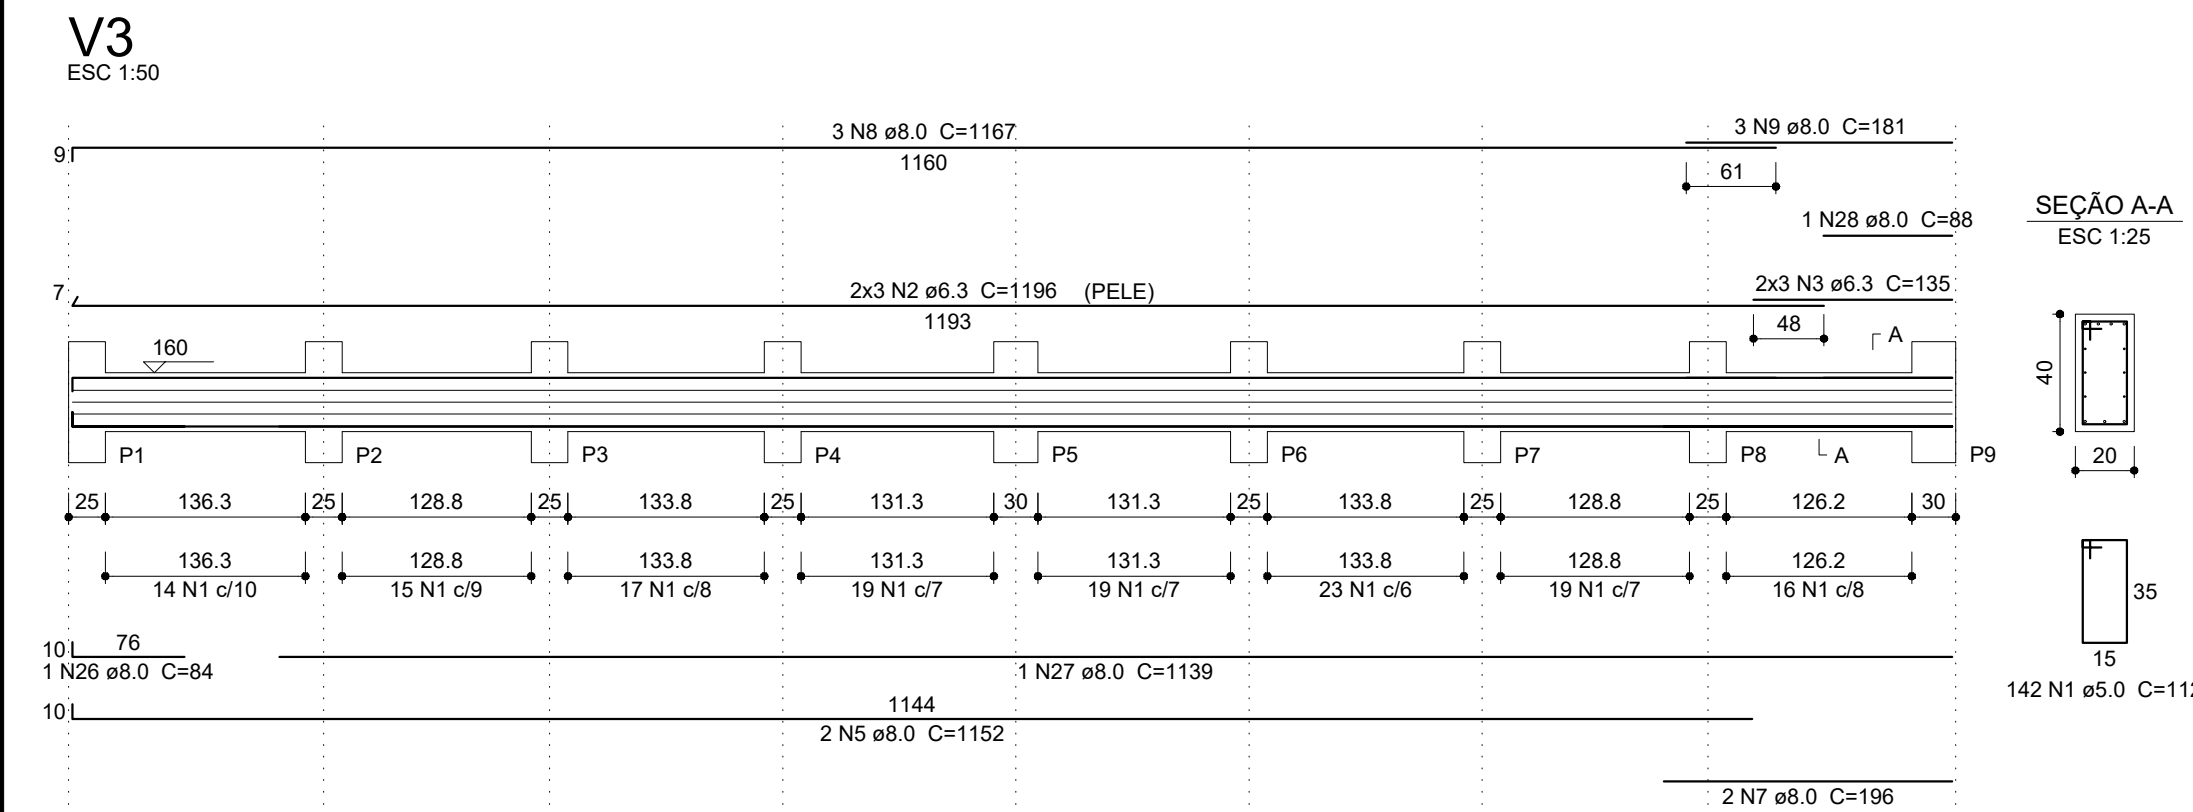 V3
ESC 1:50
3 N8 ø8.0 C=1167
3 N9 ø8.0 C=181
9
1160
61
SEÇÃO A-A
ESC 1:25
1 N28 ø8.0 C=88
2x3 N2 ø6.3 C=1196 (PELE)
2x3 N3 ø6.3 C=135
7
1193
48
160
A
40
P1 P2 P3 P4 P5 P6 P7 P8 A P9
20
25 136.3 25 128.8 25 133.8 25 131.3 30 131.3 25 133.8 25 128.8 25 126.2 30
136.3 128.8 133.8 131.3 131.3 133.8 128.8 126.2
14 N1 c/10 15 N1 c/9 17 N1 c/8 19 N1 c/7 19 N1 c/7 23 N1 c/6 19 N1 c/7 16 N1 c/8
35
15
142 N1 ø5.0
10 76
1 N26 ø8.0 C=84
1 N27 ø8.0 C=1139
10 1144
2 N5 ø8.0 C=1152
2 N7 ø8.0 C=196